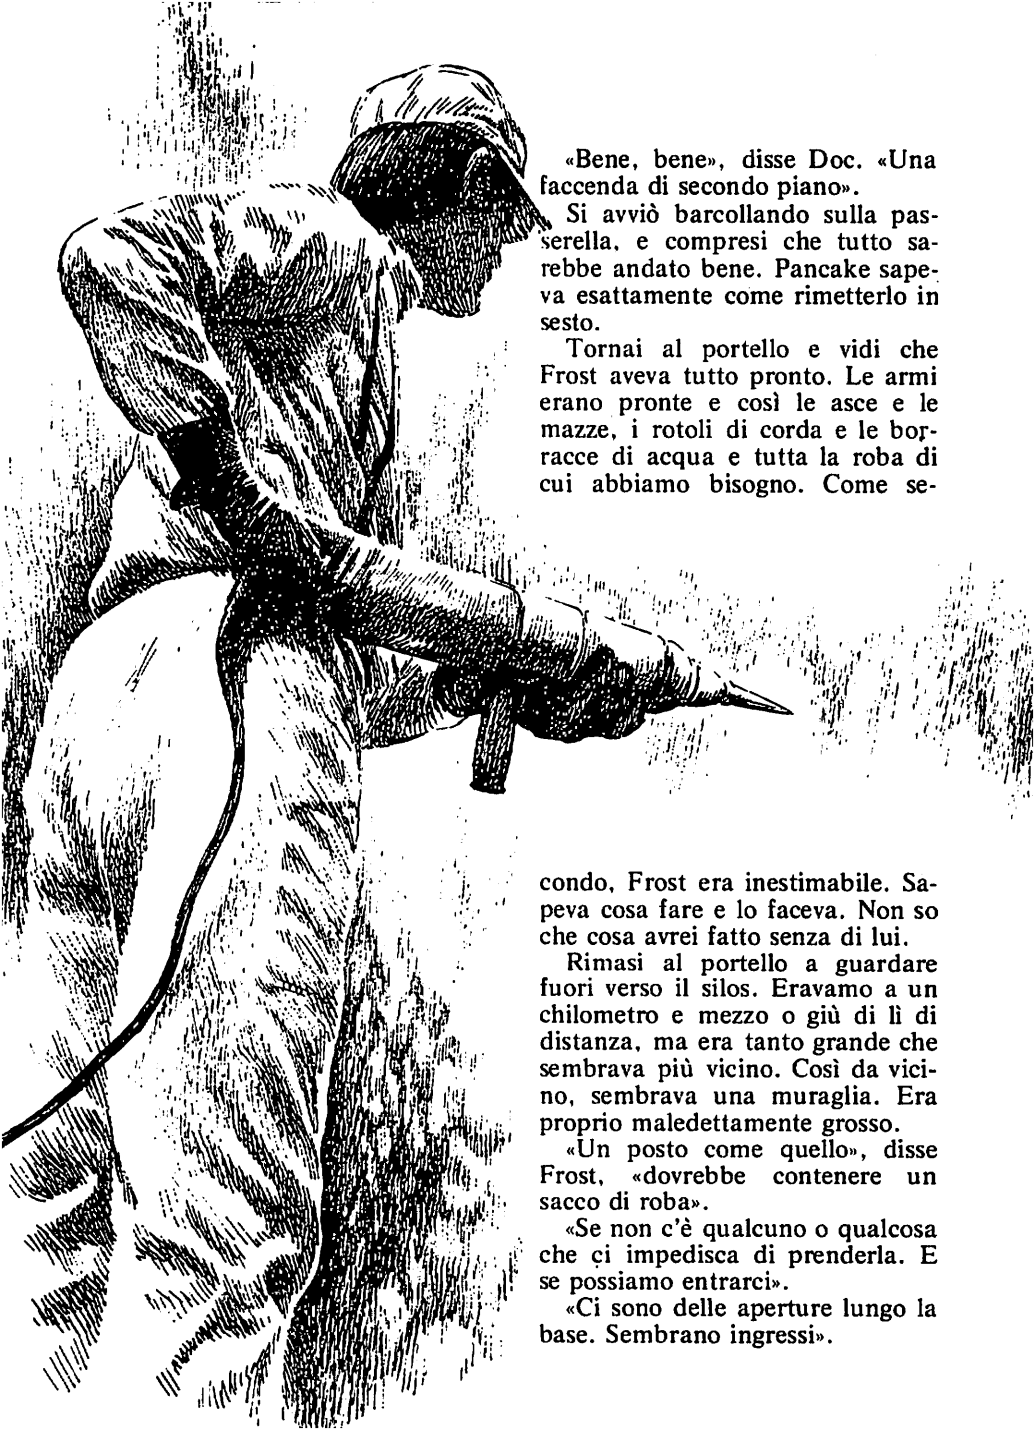 «Bene, bene», disse Doc. «Una
faccenda di secondo piano».
Si avviò barcollando sulla pas-
serella, e compresi che tutto sa-
rebbe andato bene. Pancake sape-
va esattamente come rimetterlo in
sesto.
Tornai al portello e vidi che
Frost aveva tutto pronto. Le armi
erano pronte e così le asce e le
mazze, i rotoli di corda e le bor-
racce di acqua e tutta la roba di
cui abbiamo bisogno. Come se-
condo, Frost era inestimabile. Sa-
peva cosa fare e lo faceva. Non so
che cosa avrei fatto senza di lui.
Rimasi al portello a guardare
fuori verso il silos. Eravamo a un
chilometro e mezzo o giù di lì di
distanza, ma era tanto grande che
sembrava più vicino. Così da vici-
no, sembrava una muraglia. Era
proprio maledettamente grosso.
«Un posto come quello», disse
Frost, «dovrebbe contenere un
sacco di roba».
«Se non c'è qualcuno o qualcosa
che ci impedisca di prenderla. E
se possiamo entrarci».
«Ci sono delle aperture lungo la
base. Sembrano ingressi».